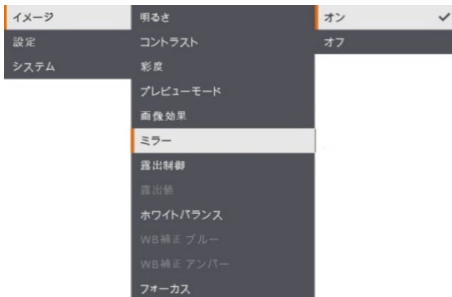 イメージ
設定
システム
明るさ
コントラスト
彩度
プレビューモード
画像効果
ミラー
露出制御
露出値
ホワイトバランス
WB補正 ブルー
WB補正 アンバー
フォーカス
オン
オフ